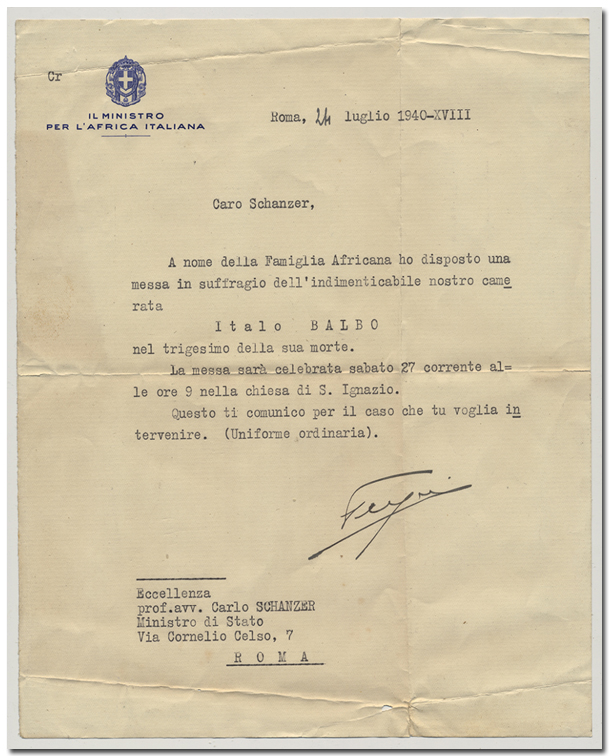 Cr
IL MINISTRO
PER L'AFRICA ITALIANA
Roma, 24 luglio 1940-XVIII
Caro Schanzer,
A nome della Famiglia Africana ho disposto una
messa in suffragio dell'indimenticabile nostro came
rata
Italo BALBO
nel trigesimo della sua morte.
La messa sarà celebrata sabato 27 corrente al=
le ore 9 nella chiesa di S. Ignazio.
Questo ti comunico per il caso che tu voglia in
tervenire. (Uniforme ordinaria).
Eccellenza
prof.avv. Carlo SCHANZER
Ministro di Stato
Via Cornelio Celso, 7
ROMA